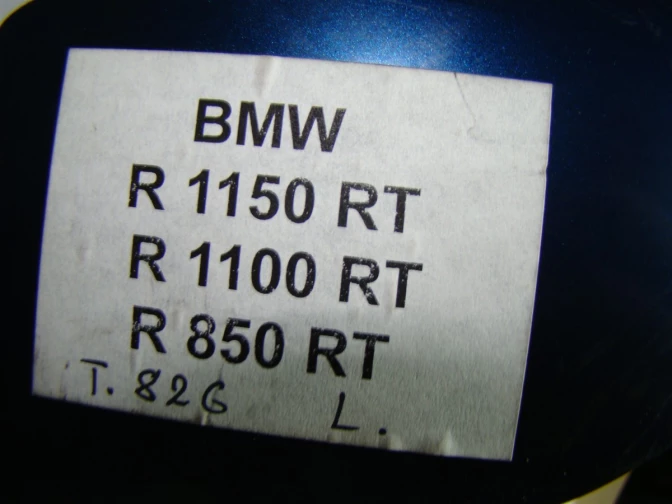 BMW
R 1150 RT
R 1100 RT
R 850 RT
T. 826 L.